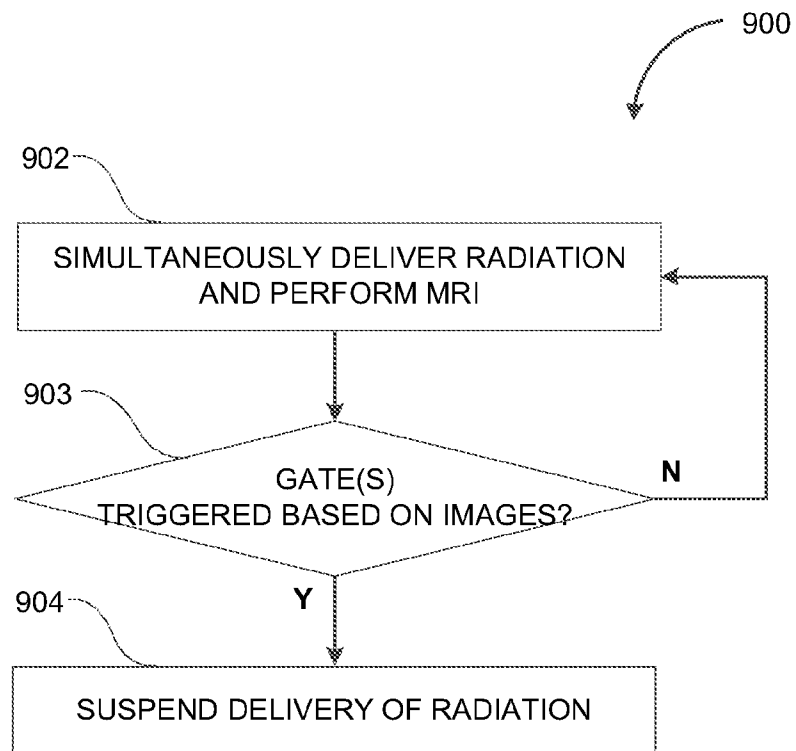 900
902
SIMULTANEOUSLY DELIVER RADIATION
AND PERFORM MRI
903
GATE(S)
TRIGGERED BASED ON IMAGES?
N
Y
904
SUSPEND DELIVERY OF RADIATION